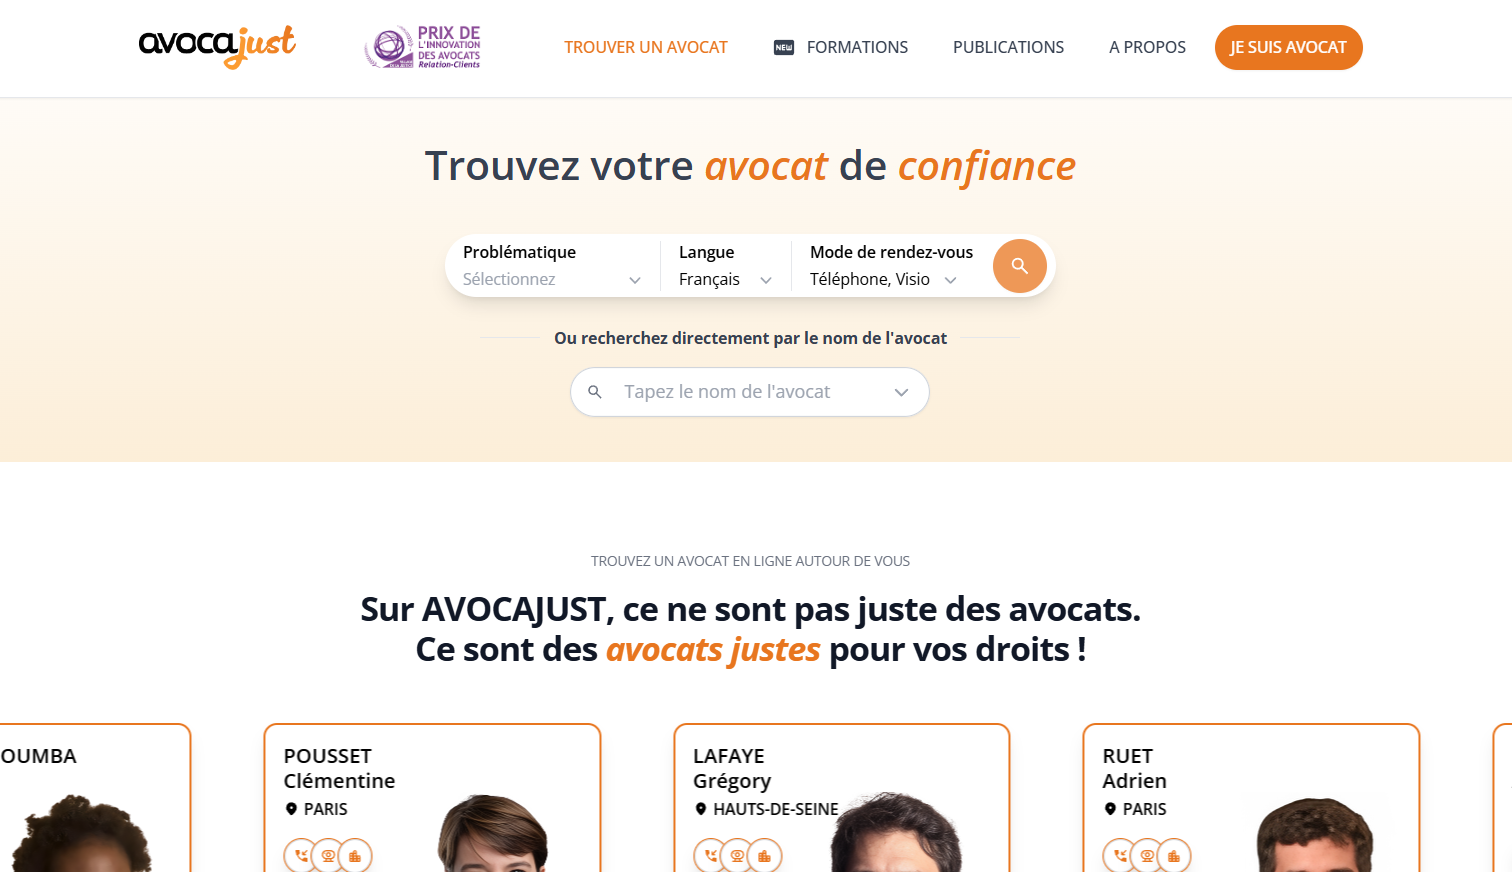 avocajust
PRIX DE
L'INNOVATION
DES AVOCATS
Relation-Clients
TROUVER UN AVOCAT
NEW
FORMATIONS
PUBLICATIONS
A PROPOS
JE SUIS AVOCAT
Trouvez votre avocat de confiance
Problématique
Sélectionnez
Langue
Français
Mode de rendez-vous
Téléphone, Visio
Ou recherchez directement par le nom de l'avocat
Tapez le nom de l'avocat
TROUVEZ UN AVOCAT EN LIGNE AUTOUR DE VOUS
Sur AVOCAJUST, ce ne sont pas juste des avocats.
Ce sont des avocats justes pour vos droits !
OUMBA
POUSSET
Clémentine
PARIS
LAFAYE
Grégory
HAUTS-DE-SEINE
RUET
Adrien
PARIS